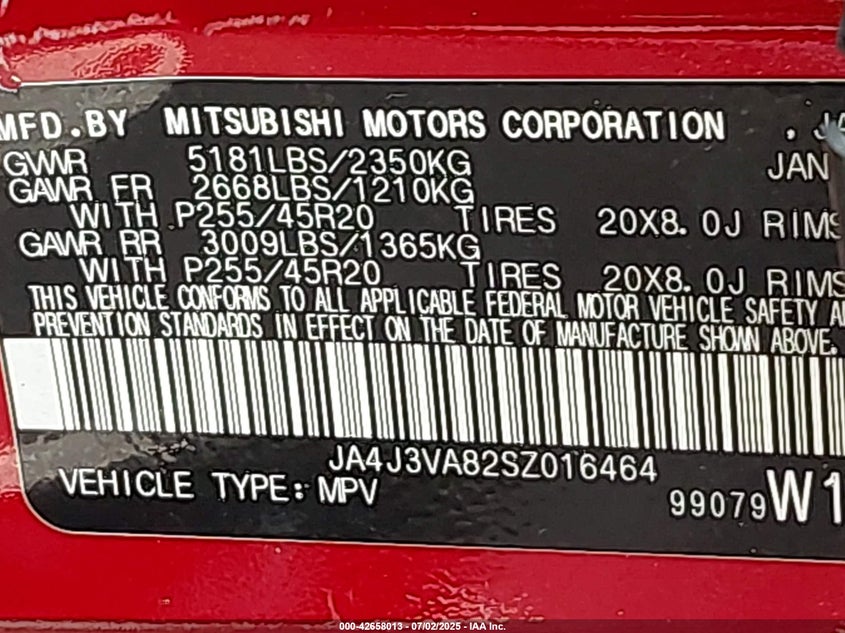 MFD.BY MITSUBISHI MOTORS CORPORATION
GVWR 5181LBS/2350KG JAN
GAWR FR 2668LBS/1210KG
WITH P255/45R20 TIRES 20X8.0J RIMS
GAWR RR 3009LBS/1365KG
WITH P255/45R20 TIRES 20X8.0J RIMS
THIS VEHICLE CONFORMS TO ALL APPLICABLE FEDERAL MOTOR VEHICLE SAFETY
PREVENTION STANDARDS IN EFFECT ON THE DATE OF MANUFACTURE SHOWN ABOVE.
JA4J3VA82SZ016464
VEHICLE TYPE: MPV
99079 W1
000-42658013 - 07/02/2025 - IAA Inc.